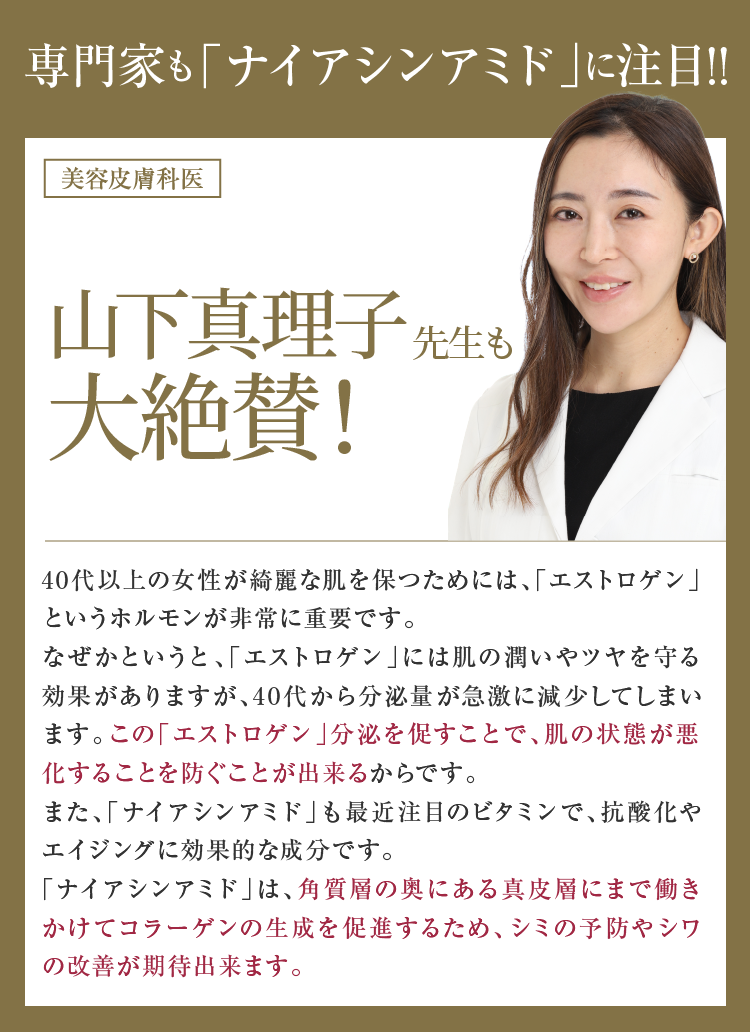 専門家も「ナイアシンアミド」に注目!!
美容皮膚科医
山下真理子先生も
大絶賛！
40代以上の女性が綺麗な肌を保つためには、「エストロゲン」
というホルモンが非常に重要です。
なぜかというと、「エストロゲン」には肌の潤いやツヤを守る
効果がありますが、40代から分泌量が急激に減少してしまい
ます。この「エストロゲン」分泌を促すことで、肌の状態が悪
化することを防ぐことが出来るからです。
また、「ナイアシンアミド」も最近注目のビタミンで、抗酸化や
エイジングに効果的な成分です。
「ナイアシンアミド」は、角質層の奥にある真皮層にまで働き
かけてコラーゲンの生成を促進するため、シミの予防やシワ
の改善が期待出来ます。